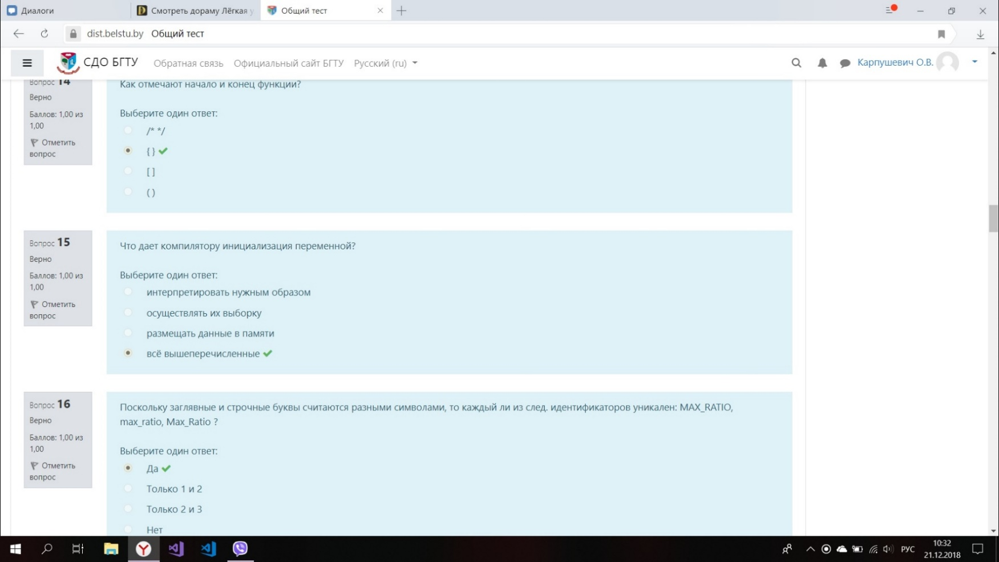 Диалоги
Смотреть дораму Лёгкая у
Общий тест
dist.belstu.by Общий тест
СДО БГТУ
Обратная связь Официальный сайт БГТУ Русский (ru)
Карпушевич О.В.
Вопрос 14
Верно
Баллов: 1,00 из
1,00
Отметить
вопрос
Как отмечают начало и конец функции?
Выберите один ответ:
/* */
{ }
[ ]
( )
Вопрос 15
Верно
Баллов: 1,00 из
1,00
Отметить
вопрос
Что дает компилятору инициализация переменной?
Выберите один ответ:
интерпретировать нужным образом
осуществлять их выборку
размещать данные в памяти
всё вышеперечисленные
Вопрос 16
Верно
Баллов: 1,00 из
1,00
Отметить
вопрос
Поскольку заглявные и строчные буквы считаются разными символами, то каждый ли из след. идентификаторов уникален: MAX_RATIO,
max_ratio, Max_Ratio ?
Выберите один ответ:
Да
Только 1 и 2
Только 2 и 3
Нет
РУС
10:32
21.12.2018